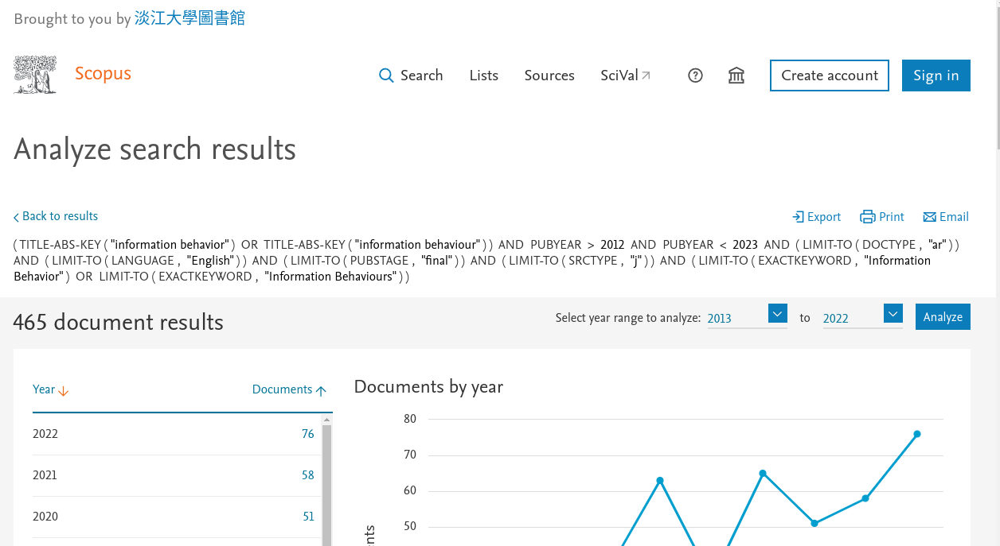 Brought to you by 淡江大學圖書館
Scopus
Search Lists Sources SciVal
Create account
Sign in
Analyze search results
Back to results
Export Print Email
( TITLE-ABS-KEY ( "information behavior" ) OR TITLE-ABS-KEY ( "information behaviour" ) ) AND PUBYEAR > 2012 AND PUBYEAR < 2023 AND ( LIMIT-TO ( DOCTYPE , "ar" ) )
AND ( LIMIT-TO ( LANGUAGE , "English" ) ) AND ( LIMIT-TO ( PUBSTAGE , "final" ) ) AND ( LIMIT-TO ( SRCTYPE , "j" ) ) AND ( LIMIT-TO ( EXACTKEYWORD , "Information
Behavior" ) OR LIMIT-TO ( EXACTKEYWORD , "Information Behaviours" ) )
465 document results
Select year range to analyze: 2013 to 2022 Analyze
Year Documents
2022 76
2021 58
2020 51
Documents by year
80
70
60
50